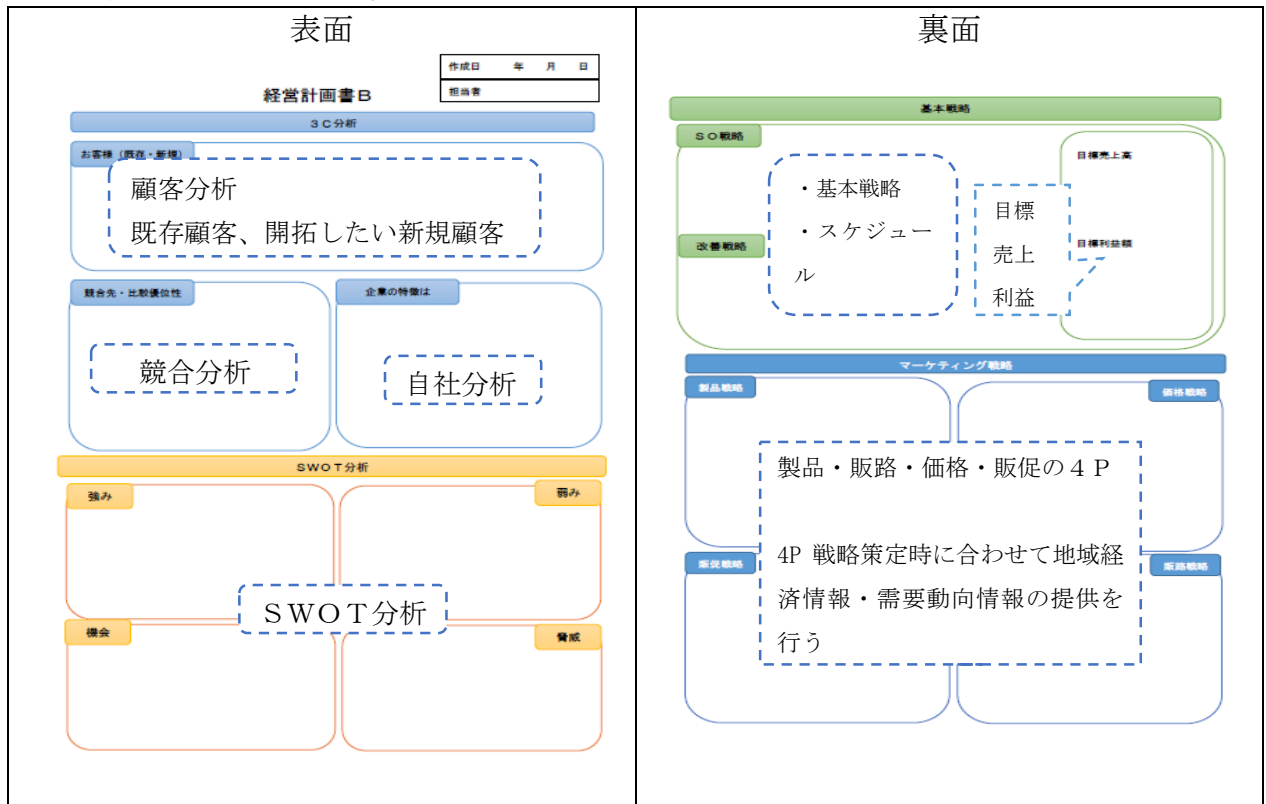 表面
作成日 年 月 日
担当者
経営計画書B
3C分析
お客様（既存・新規）
顧客分析
既存顧客、開拓したい新規顧客
競合先・比較優位性
企業の特徴は
競合分析
自社分析
SWOT分析
強み
弱み
SWOT分析
機会
脅威
裏面
基本戦略
SO戦略
・基本戦略
・スケジュー
ル
改善戦略
目標
売上
利益
目標売上高
目標利益額
マーケティング戦略
製品戦略
価格戦略
製品・販路・価格・販促の４Ｐ
4P 戦略策定時に合わせて地域経
済情報・需要動向情報の提供を
行う
販促戦略
販路戦略